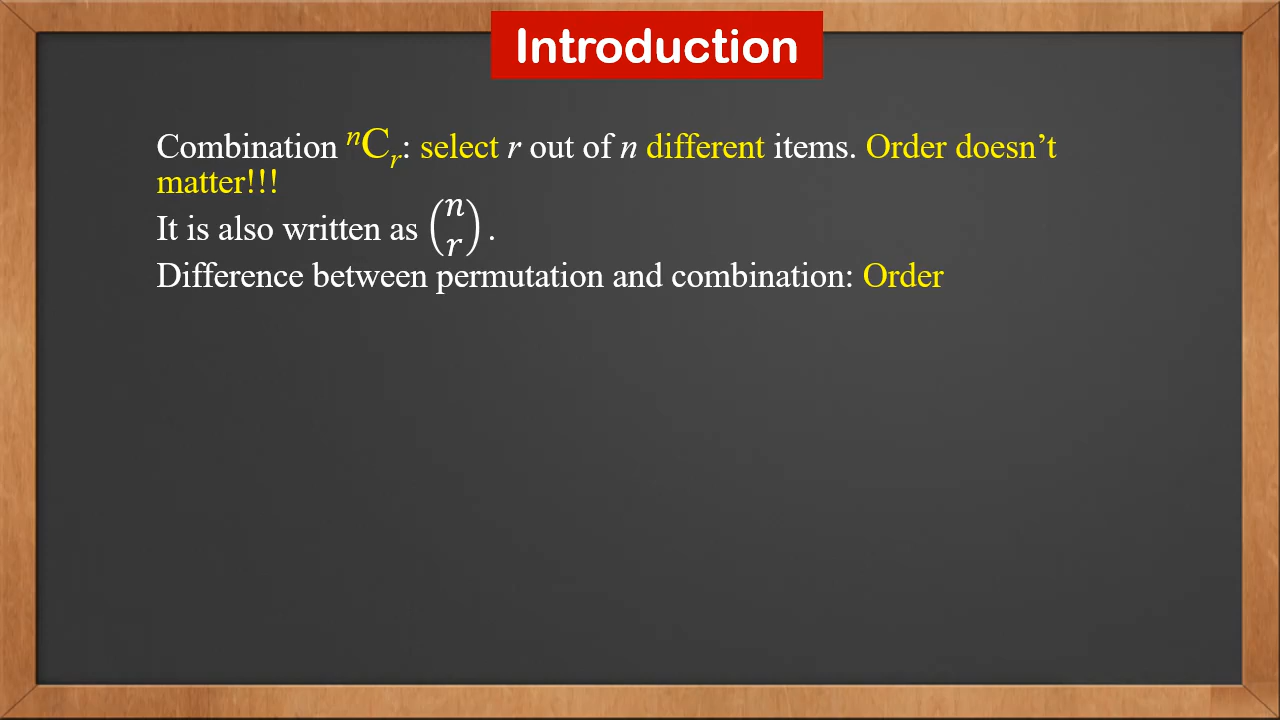 Introduction
Combination ⁿCᵣ: select r out of n different items. Order doesn’t
matter!!!
It is also written as (n r) .
Difference between permutation and combination: Order